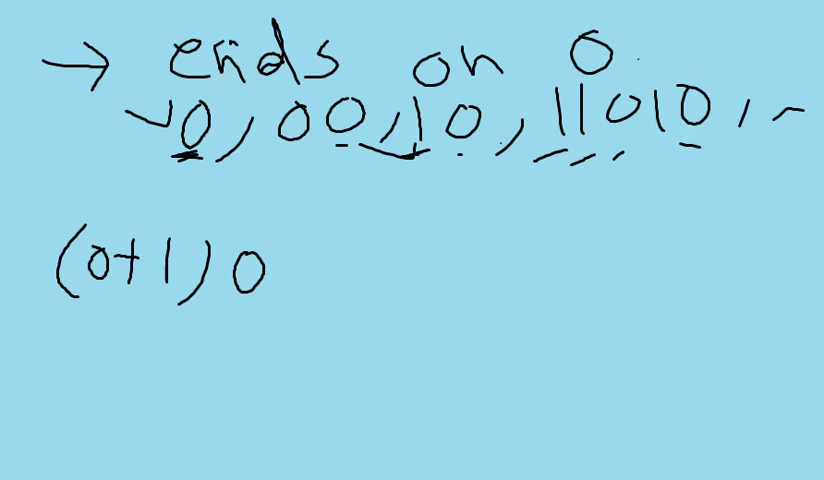 → ends on 0
0, 00, 10, 11010, ~
(0+1) 0